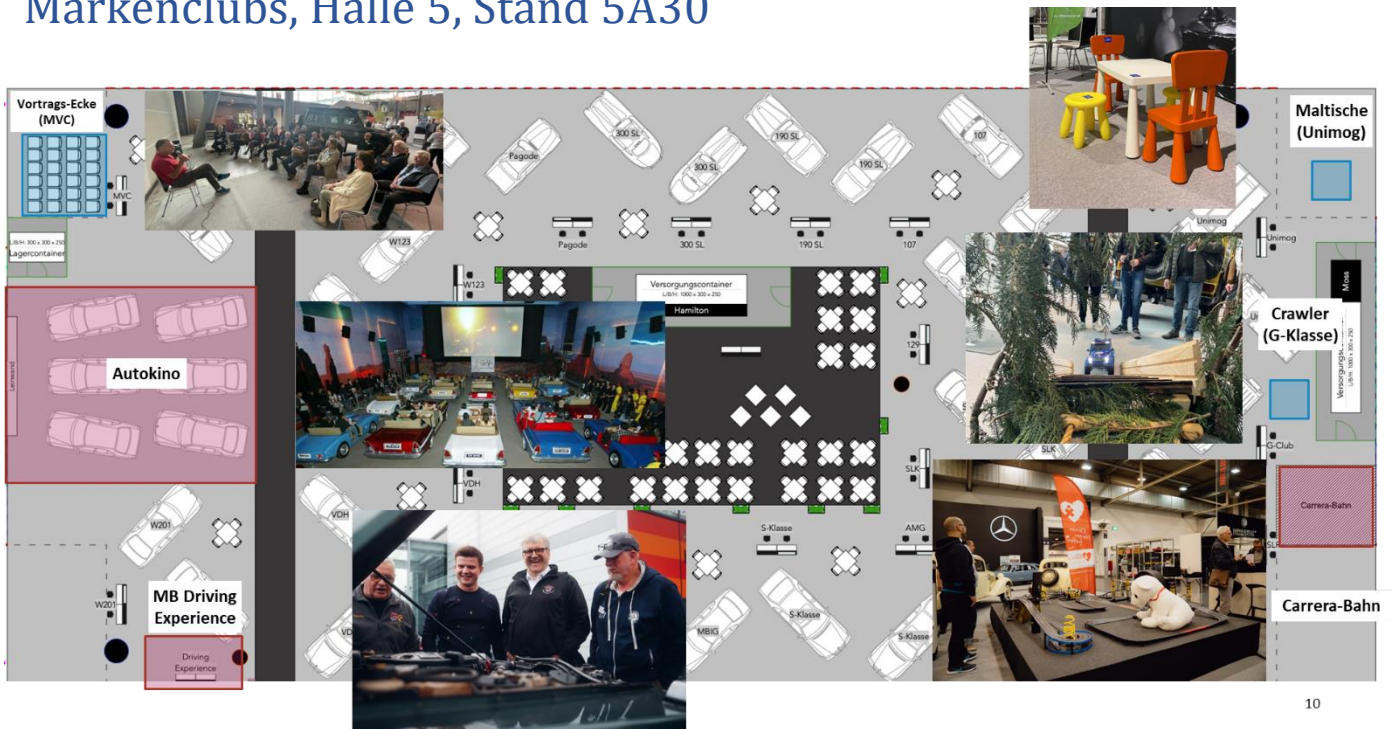 Markenclubs, Halle 5, Stand 5A30
Vortrags-Ecke
(MVC)
MVC
L/B/H: 300 x 300 x 250
Lagercontainer
Pagode
300 SL
300 SL
190 SL
190 SL
107
Maltische
(Unimog)
Unimog
Unimog
W123
W123
Pagode
300 SL
190 SL
107
Versorgungscontainer
L/B/H: 1000 x 300 x 250
Hamilton
129
Moss
Crawler
(G-Klasse)
L/B/H: 1000 x 300 x 250
Leinwand
Autokino
G-Club
SLK
SLK
VDH
VDH
W201
W201
Carrera-Bahn
S-Klasse
AMG
MB Driving
Experience
Driving
Experience
MBIG
S-Klasse
S-Klasse
Carrera-Bahn
10